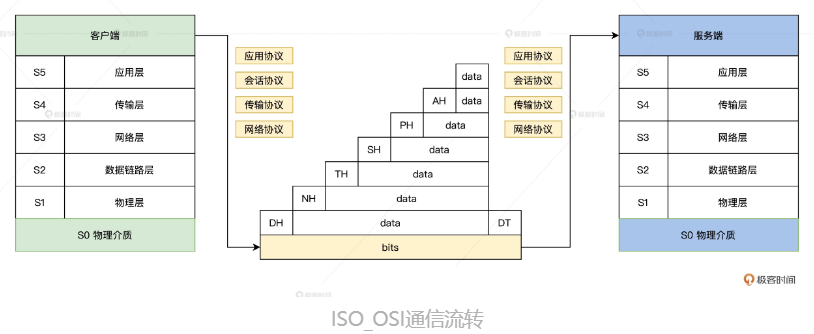 客户端
S5 应用层
S4 传输层
S3 网络层
S2 数据链路层
S1 物理层
S0 物理介质
应用协议
会话协议
传输协议
网络协议
data
AH data
PH data
SH data
TH data
NH data
DH data DT
bits
应用协议
会话协议
传输协议
网络协议
服务端
S5 应用层
S4 传输层
S3 网络层
S2 数据链路层
S1 物理层
S0 物理介质
极客时间
ISO_OSI通信流转